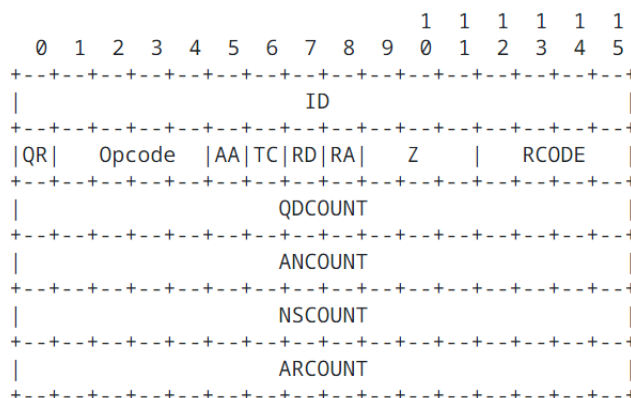 1  1  1  1  1  1
  0  1  2  3  4  5  6  7  8  9  0  1  2  3  4  5
+--+--+--+--+--+--+--+--+--+--+--+--+--+--+--+--+
|                      ID                       |
+--+--+--+--+--+--+--+--+--+--+--+--+--+--+--+--+
|QR|   Opcode  |AA|TC|RD|RA|   Z    |   RCODE   |
+--+--+--+--+--+--+--+--+--+--+--+--+--+--+--+--+
|                    QDCOUNT                    |
+--+--+--+--+--+--+--+--+--+--+--+--+--+--+--+--+
|                    ANCOUNT                    |
+--+--+--+--+--+--+--+--+--+--+--+--+--+--+--+--+
|                    NSCOUNT                    |
+--+--+--+--+--+--+--+--+--+--+--+--+--+--+--+--+
|                    ARCOUNT                    |
+--+--+--+--+--+--+--+--+--+--+--+--+--+--+--+--+